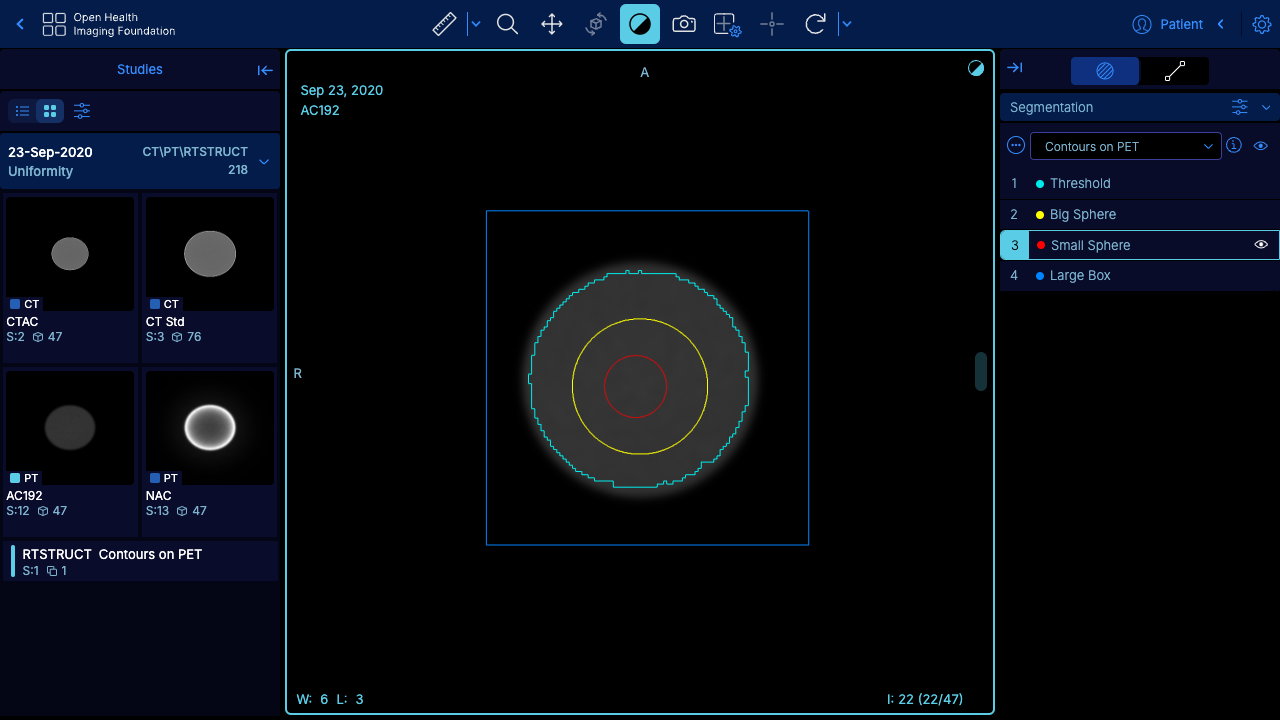 Open Health
Imaging Foundation
Patient
Studies
23-Sep-2020 CT\PT\RTSTRUCT
Uniformity 218
CT
CTAC
S:2 47
CT
CT Std
S:3 76
PT
AC192
S:12 47
PT
NAC
S:13 47
RTSTRUCT Contours on PET
S:1 1
A
Sep 23, 2020
AC192
R
W: 6 L: 3
I: 22 (22/47)
Segmentation
Contours on PET
1 Threshold
2 Big Sphere
3 Small Sphere
4 Large Box